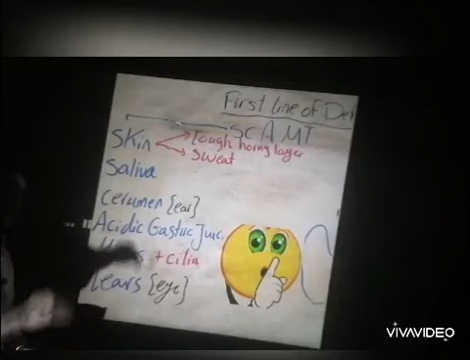 First Line of De
SCAMT
Skin
Tough horny layer
Sweat
Saliva
Cerumen {ear}
Acidic Gastric Juic
+ cilia
Tears {eye}
VIVAVIDEO